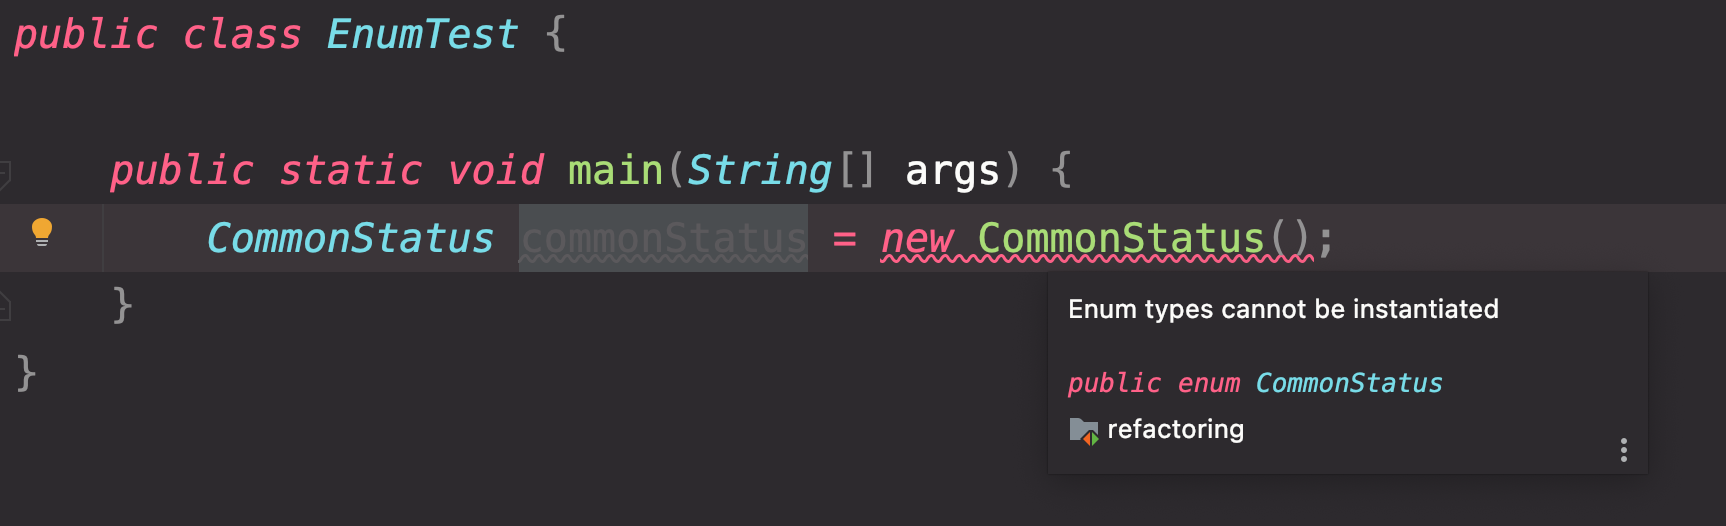 public class EnumTest {
public static void main(String[] args) {
CommonStatus commonStatus = new CommonStatus();
Enum types cannot be instantiated
public enum CommonStatus
refactoring
}
}